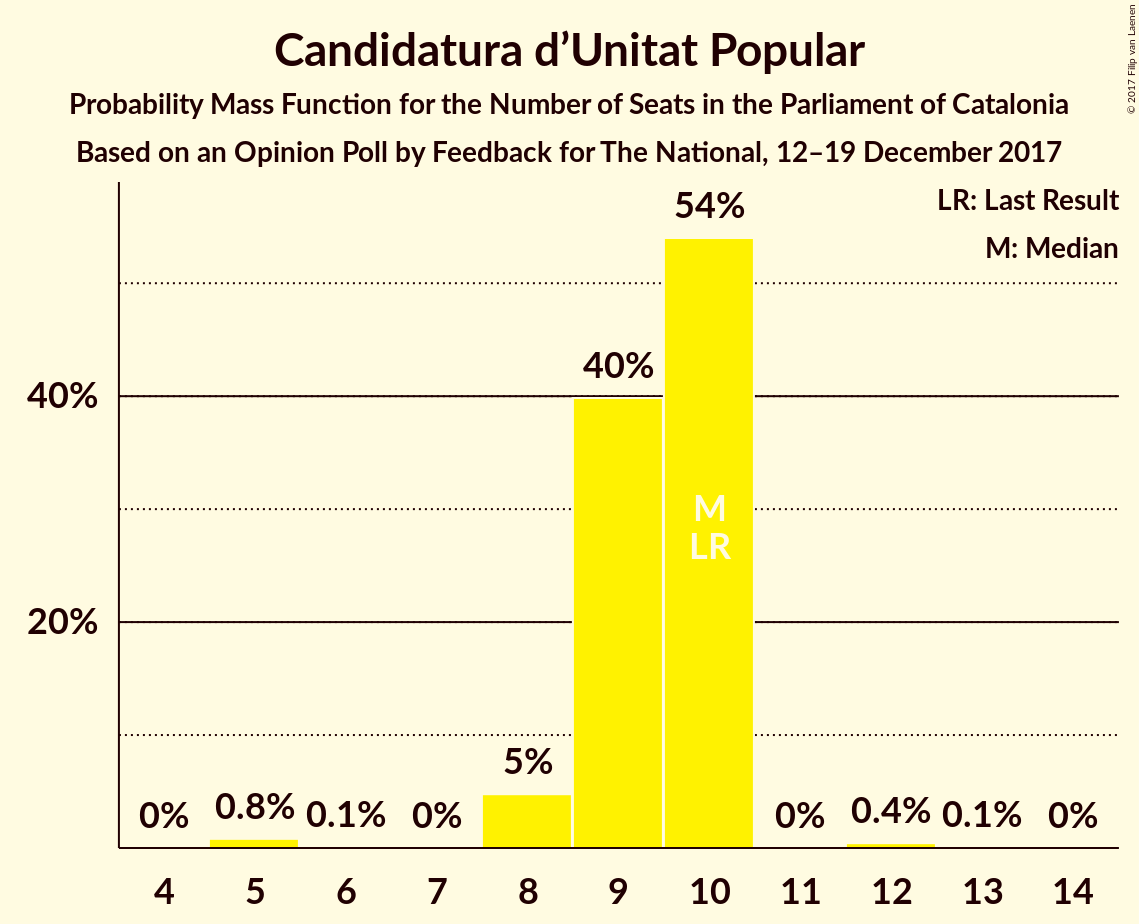 Candidatura d’Unitat Popular
Probability Mass Function for the Number of Seats in the Parliament of Catalonia
Based on an Opinion Poll by Feedback for The National, 12–19 December 2017
© 2017 Filip van Laenen
LR: Last Result
M: Median
54%
40%
40%
M
LR
20%
5%
0% 0.8% 0.1% 0% 0% 0.4% 0.1% 0%
4 5 6 7 8 9 10 11 12 13 14